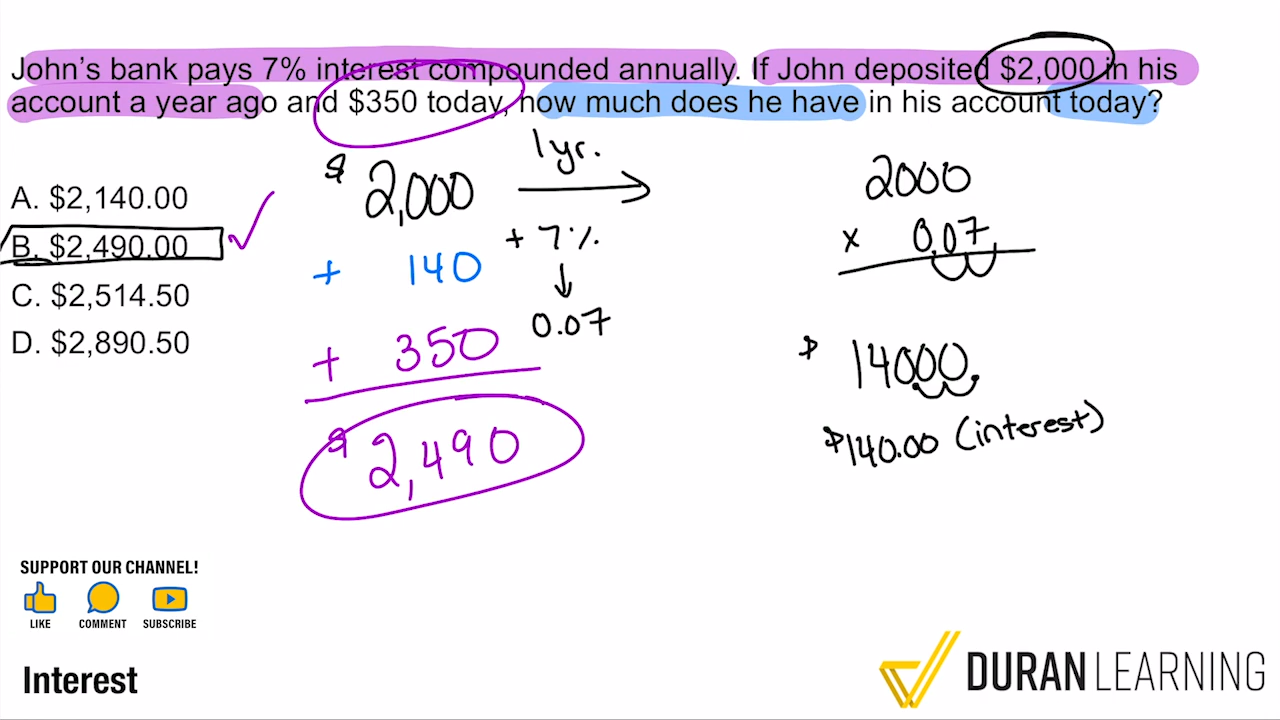 John's bank pays 7% interest compounded annually. If John deposited $2,000 in his
account a year ago and $350 today, how much does he have in his account today?
A. $2,140.00
B. $2,490.00
C. $2,514.50
D. $2,890.50
$ 2,000
+ 140
+ 350
$ 2,490
1 yr.
+ 7%
0.07
2000
x 0.07
$ 14000.
$140.00 (interest)
SUPPORT OUR CHANNEL!
LIKE COMMENT SUBSCRIBE
Interest
DURAN LEARNING